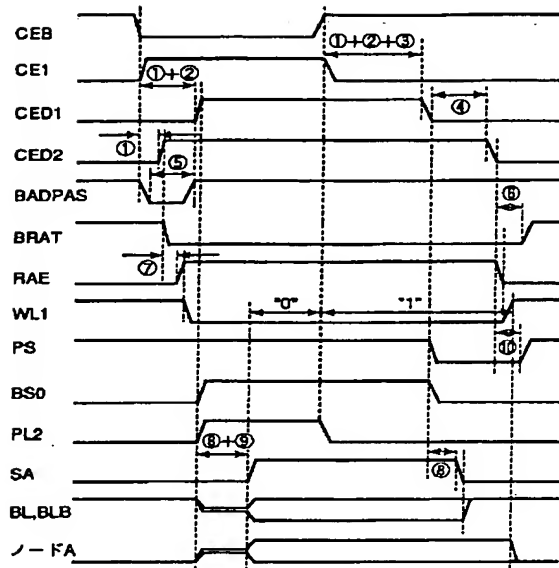 CEB
CE1
①+②+③
①+②
CED1
④
①
CED2
⑤
BADPAS
⑥
BRAT
⑦
RAE
"0"
"1"
WL1
PS
⑩
BS0
PL2
⑧+⑨
SA
⑧
BL,BLB
ノードA